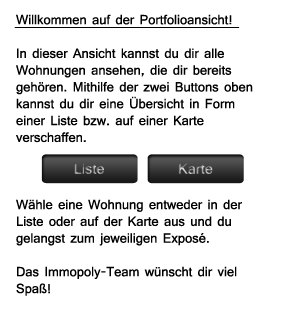 Willkommen auf der Portfolioansicht!
In dieser Ansicht kannst du dir alle
Wohnungen ansehen, die dir bereits
gehören. Mithilfe der zwei Buttons oben
kannst du dir eine Übersicht in Form
einer Liste bzw. auf einer Karte
verschaffen.
Liste Karte
Wähle eine Wohnung entweder in der
Liste oder auf der Karte aus und du
gelangst zum jeweiligen Exposé.
Das Immopoly-Team wünscht dir viel
Spaß!